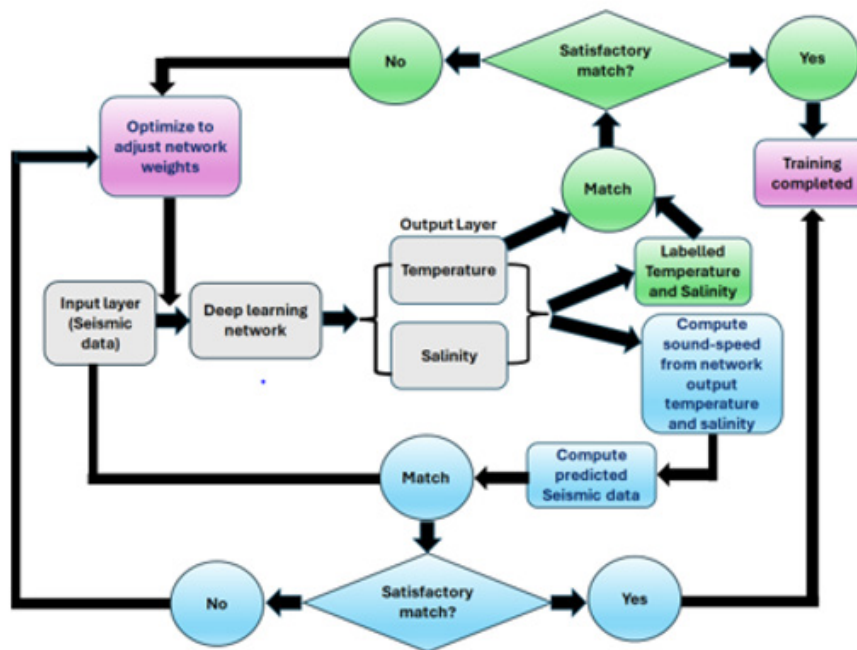 No
Satisfactory
match?
Yes
Optimize to
adjust network
weights
Training
completed
Match
Output Layer
Temperature
Labelled
Temperature
and Salinity
Input layer
(Seismic
data)
Deep learning
network
Salinity
Compute
sound-speed
from network
output
temperature
and salinity
Match
Compute
predicted
Seismic data
No
Satisfactory
match?
Yes